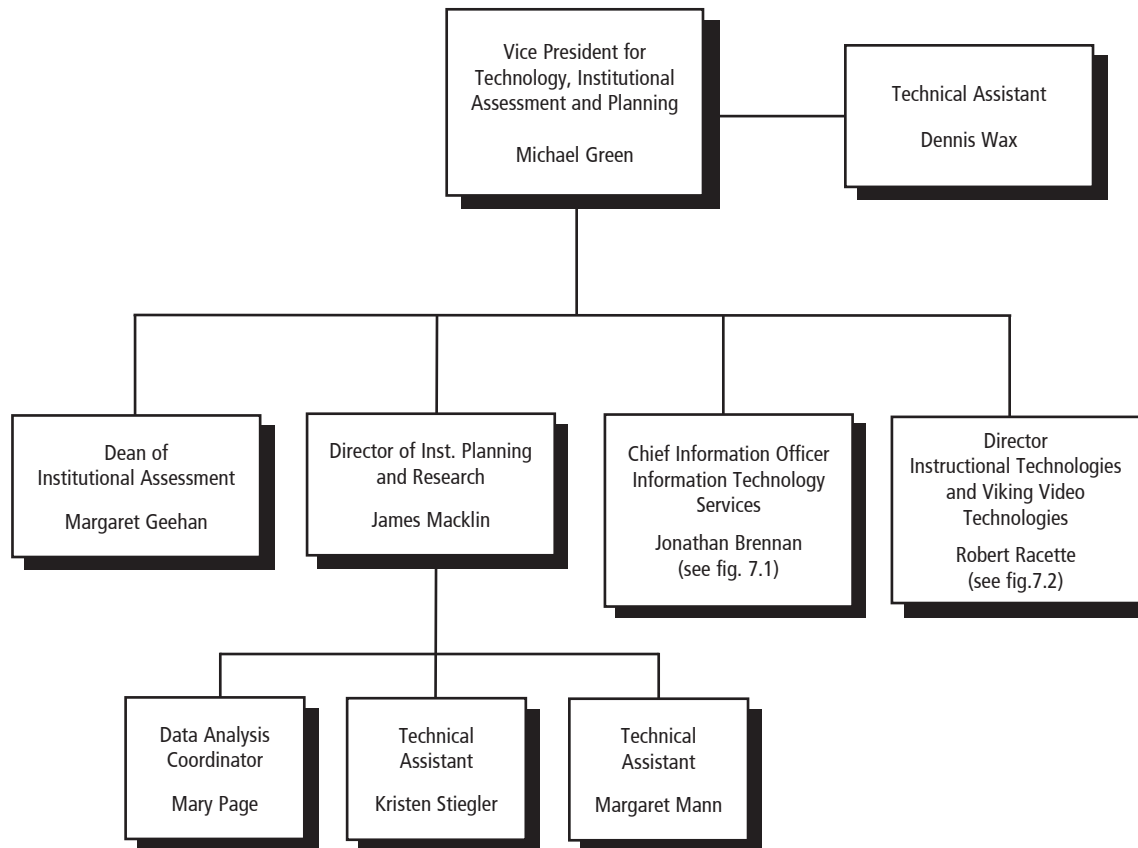 Vice President for
Technology, Institutional
Assessment and Planning
Michael Green
Technical Assistant
Dennis Wax
Dean of
Institutional Assessment
Margaret Geehan
Director of Inst. Planning
and Research
James Macklin
Chief Information Officer
Information Technology
Services
Jonathan Brennan
(see fig. 7.1)
Director
Instructional Technologies
and Viking Video
Technologies
Robert Racette
(see fig.7.2)
Data Analysis
Coordinator
Mary Page
Technical
Assistant
Kristen Stiegler
Technical
Assistant
Margaret Mann